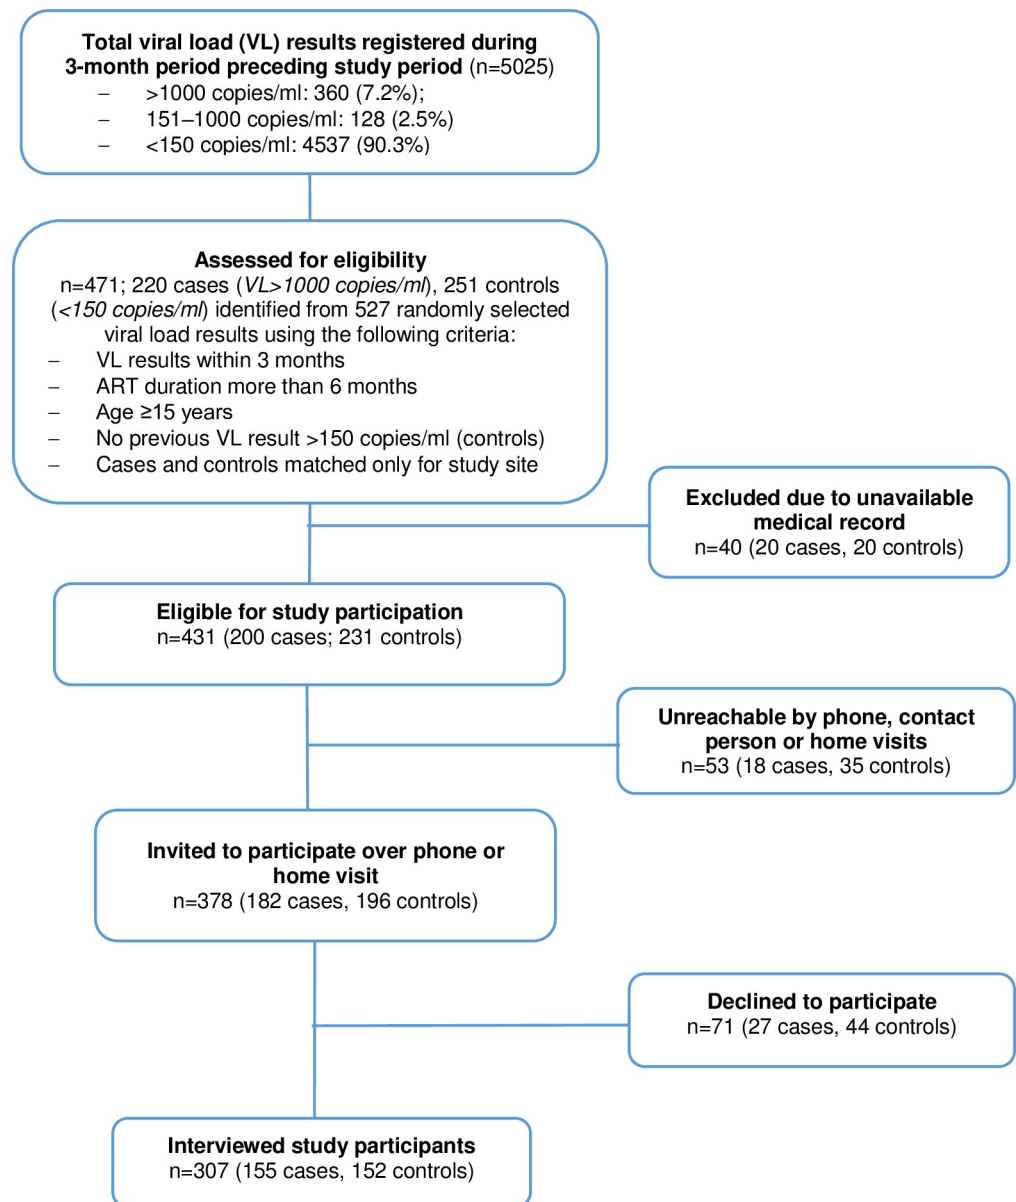 Total viral load (VL) results registered during
3-month period preceding study period (n=5025)
– >1000 copies/ml: 360 (7.2%);
– 151–1000 copies/ml: 128 (2.5%)
– <150 copies/ml: 4537 (90.3%)
Assessed for eligibility
n=471; 220 cases (VL>1000 copies/ml), 251 controls
(<150 copies/ml) identified from 527 randomly selected
viral load results using the following criteria:
– VL results within 3 months
– ART duration more than 6 months
– Age ≥15 years
– No previous VL result >150 copies/ml (controls)
– Cases and controls matched only for study site
Excluded due to unavailable
medical record
n=40 (20 cases, 20 controls)
Eligible for study participation
n=431 (200 cases; 231 controls)
Unreachable by phone, contact
person or home visits
n=53 (18 cases, 35 controls)
Invited to participate over phone or
home visit
n=378 (182 cases, 196 controls)
Declined to participate
n=71 (27 cases, 44 controls)
Interviewed study participants
n=307 (155 cases, 152 controls)